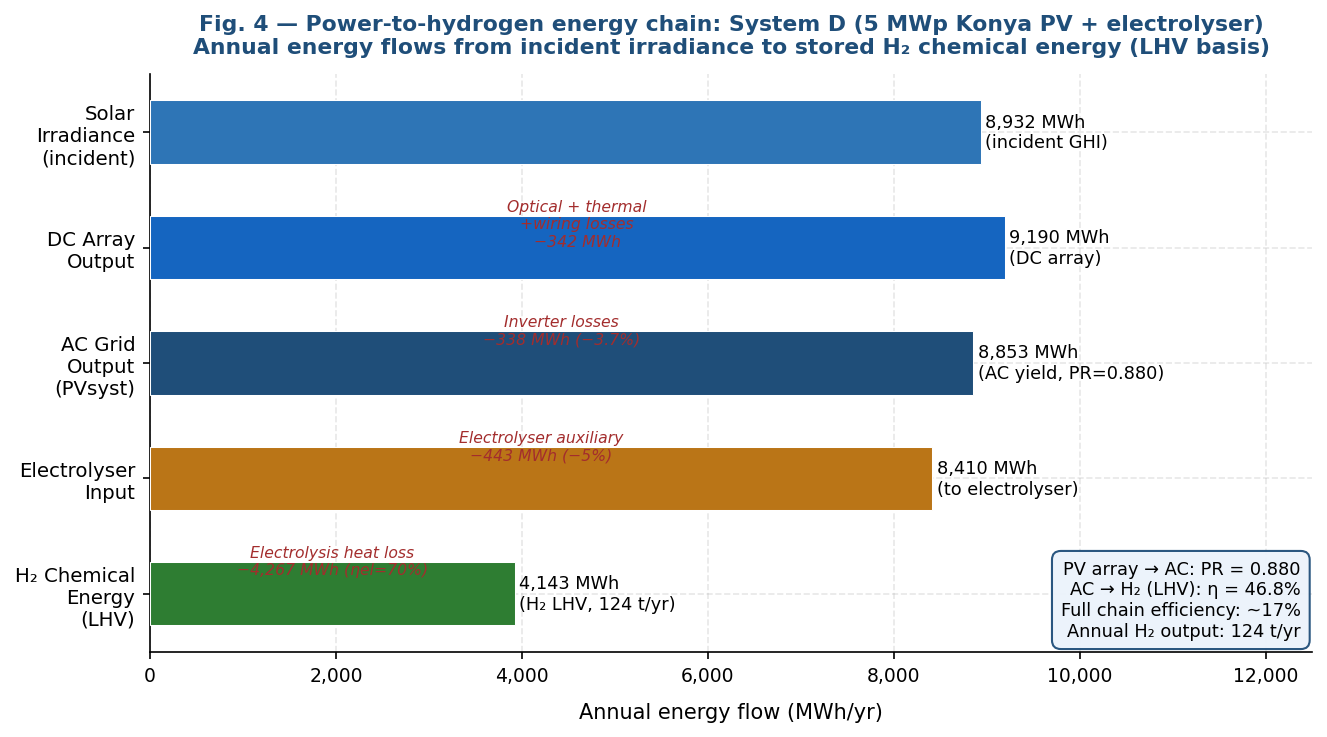 Fig. 4 — Power-to-hydrogen energy chain: System D (5 MWp Konya PV + electrolyser)
Annual energy flows from incident irradiance to stored H₂ chemical energy (LHV basis)
Solar
Irradiance
(incident)
8,932 MWh
(incident GHI)
Optical + thermal
+wiring losses
−342 MWh
DC Array
Output
9,190 MWh
(DC array)
Inverter losses
−338 MWh (−3.7%)
AC Grid
Output
(PVsyst)
8,853 MWh
(AC yield, PR=0.880)
Electrolyser auxiliary
−443 MWh (−5%)
Electrolyser
Input
8,410 MWh
(to electrolyser)
Electrolysis heat loss
−4,267 MWh (ηel=70%)
H₂ Chemical
Energy
(LHV)
4,143 MWh
(H₂ LHV, 124 t/yr)
PV array → AC: PR = 0.880
AC → H₂ (LHV): η = 46.8%
Full chain efficiency: ~17%
Annual H₂ output: 124 t/yr
0 2,000 4,000 6,000 8,000 10,000 12,000
Annual energy flow (MWh/yr)